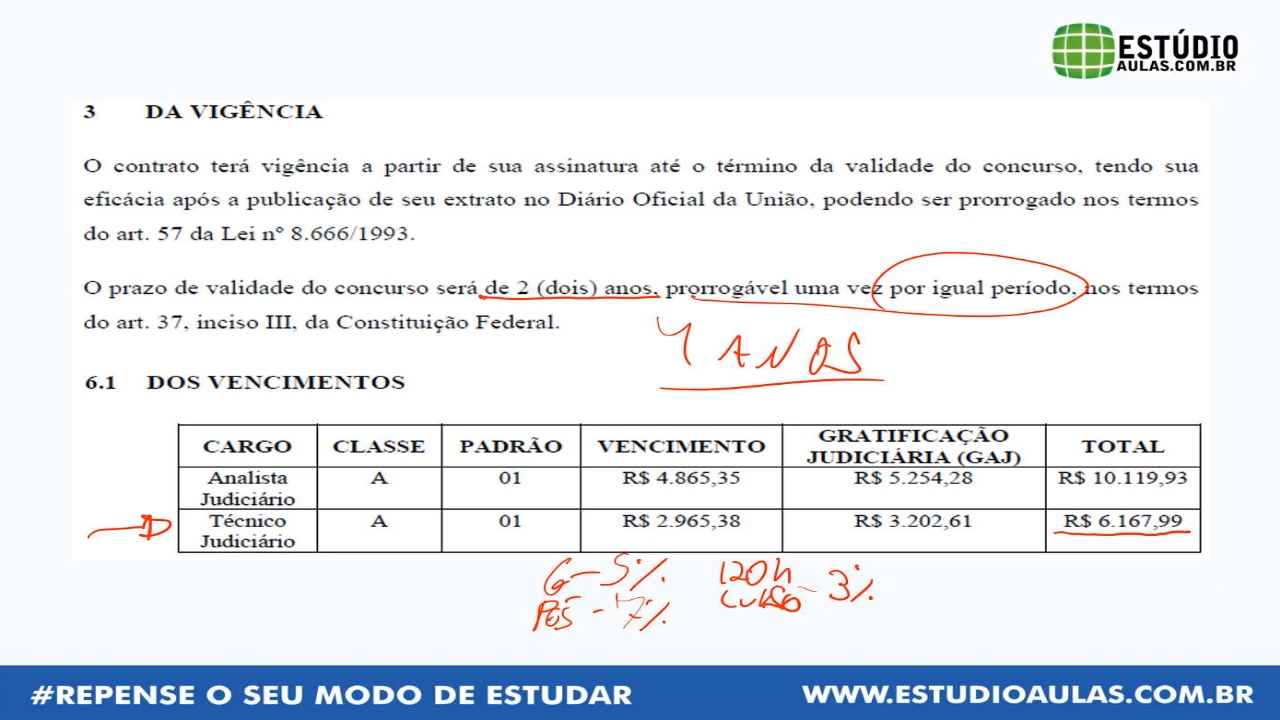 ESTÚDIO
AULAS.COM.BR
3 DA VIGÊNCIA
O contrato terá vigência a partir de sua assinatura até o término da validade do concurso, tendo sua
eficácia após a publicação de seu extrato no Diário Oficial da União, podendo ser prorrogado nos termos
do art. 57 da Lei nº 8.666/1993.
O prazo de validade do concurso será de 2 (dois) anos, prorrogável uma vez por igual período, nos termos
do art. 37, inciso III, da Constituição Federal.
4 ANOS
6.1 DOS VENCIMENTOS
CARGO CLASSE PADRÃO VENCIMENTO GRATIFICAÇÃO JUDICIÁRIA (GAJ) TOTAL
Analista Judiciário A 01 R$ 4.865,35 R$ 5.254,28 R$ 10.119,93
Técnico Judiciário A 01 R$ 2.965,38 R$ 3.202,61 R$ 6.167,99
G - 5% 120h
PÓS - 7% CURSO - 3%
#REPENSE O SEU MODO DE ESTUDAR
WWW.ESTUDIOAULAS.COM.BR